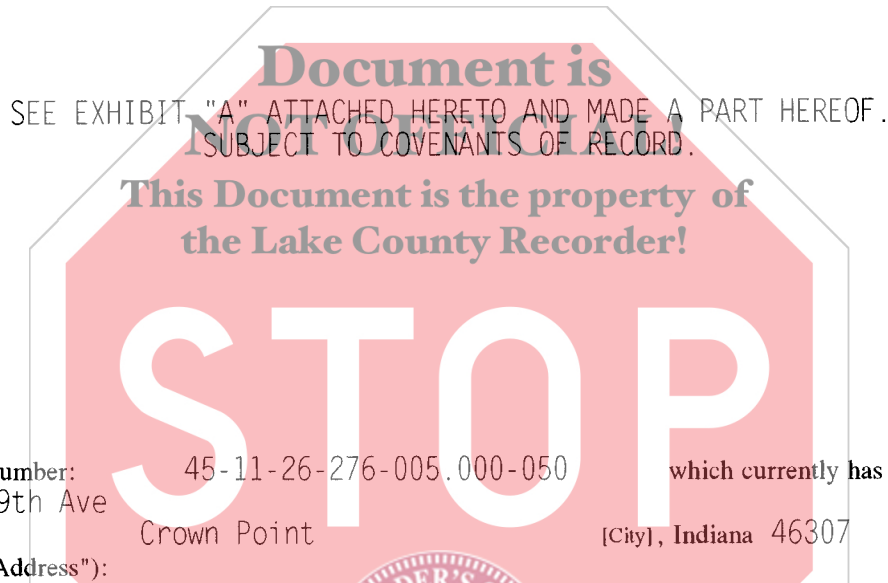 Document is
SEE EXHIBIT "A" ATTACHED HERETO AND MADE A PART HEREOF.
NOT OFFICIAL!
SUBJECT TO COVENANTS OF RECORD.
This Document is the property of
the Lake County Recorder!
STOP
umber: 45-11-26-276-005.000-050 which currently has
9th Ave
Crown Point [City], Indiana 46307
Address"):
DER'S